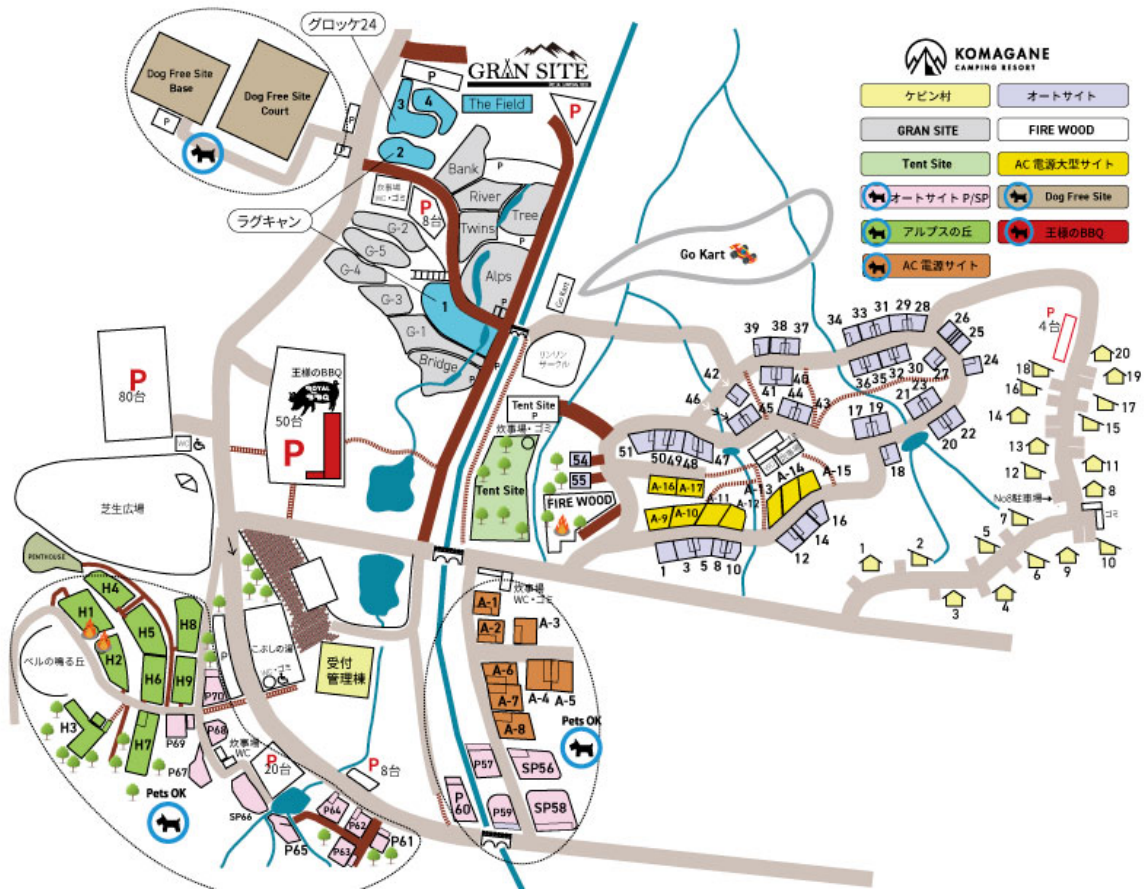 グロッケ24
P
GRAN SITE
The Field
3
4
2
P
Dog Free Site
Base
Dog Free Site
Court
P
P
P
KOMAGANE
CAMPING RESORT
ケビン村
オートサイト
GRAN SITE
FIRE WOOD
Tent Site
AC 電源大型サイト
オートサイト P/SP
Dog Free Site
アルプスの丘
王様のBBQ
AC 電源サイト
ラグキャン
炊事場
WC・ゴミ
P
8台
Bank
P
River
Tree
Twins
P
G-2
G-5
G-4
G-3
G-1
1
Alps
P
Bridge
P
P
Go Kart
Go Kart
リンリン
サークル
P
80台
王様のBBQ
ROYAL
BBQ
50台
P
WC
芝生広場
Tent Site
P
炊事場・ゴミ
Tent Site
54
55
FIRE WOOD
39
38
37
34
33
31
29
28
26
25
24
42
41
40
36
35
32
30
27
46
45
44
43
23
21
17
19
22
20
18
51
50
49
48
47
A-14
A-15
A-13
A-16
A-17
A-11
A-12
A-9
A-10
16
14
12
1
3
5
8
10
P
4台
20
19
18
16
17
14
15
13
12
11
8
No8駐車場→
ゴミ
7
5
10
9
6
4
3
2
1
PENTHOUSE
H1
H4
H2
H5
H8
H6
H9
H3
H7
ベルの鳴る丘
P
こぶしの湯
WC・ゴミ
受付
管理棟
P70
P69
P68
P67
炊事場
WC
P
20台
P
8台
SP66
P65
P64
P62
P63
P61
Pets OK
炊事場
WC・ゴミ
A-1
A-2
A-3
A-6
A-7
A-4
A-5
A-8
Pets OK
P57
SP56
P
60
P59
SP58